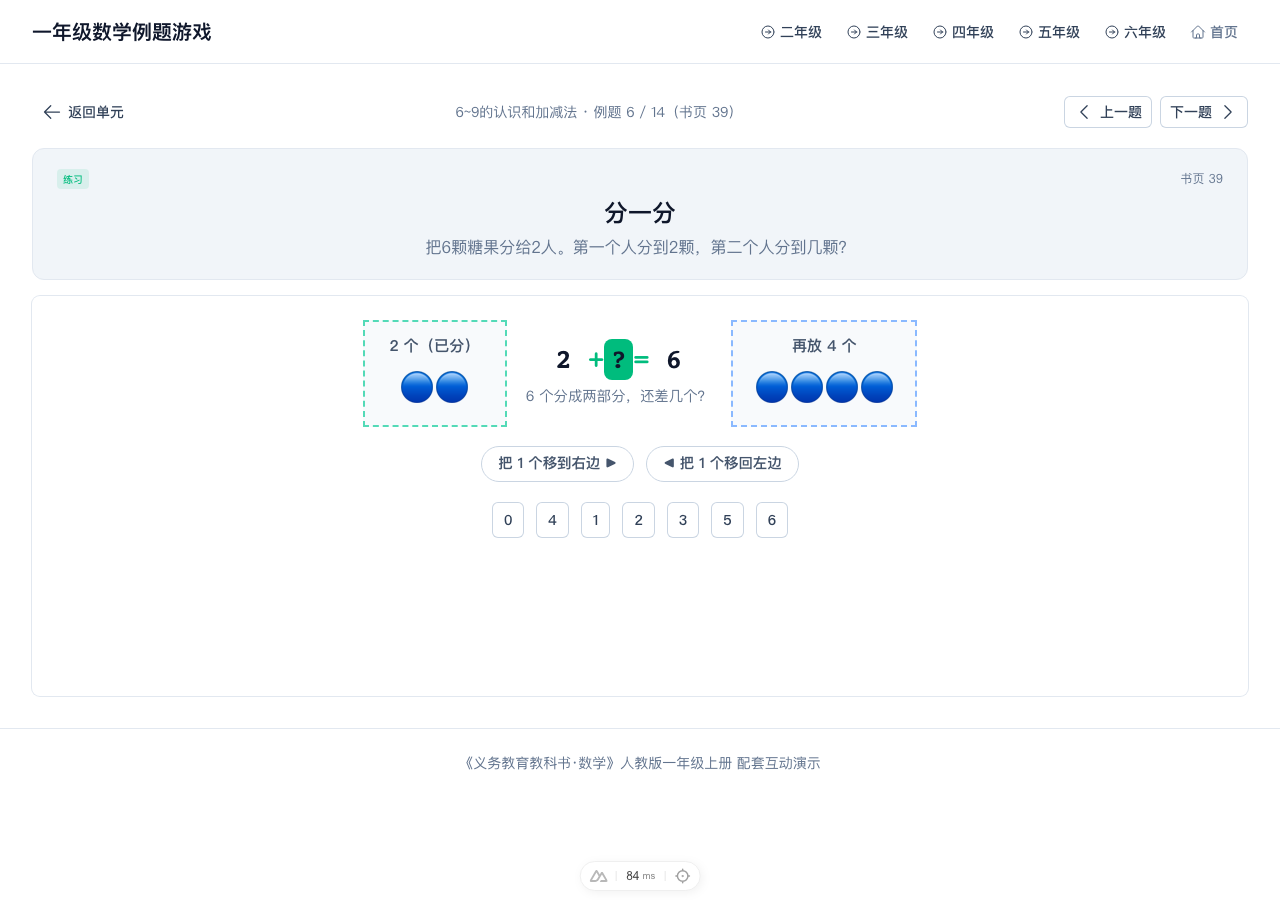 一年级数学例题游戏
二年级 三年级 四年级 五年级 六年级 首页
返回单元
6~9的认识和加减法 · 例题 6 / 14（书页 39）
上一题 下一题
练习
书页 39
分一分
把6颗糖果分给2人。第一个人分到2颗，第二个人分到几颗？
2 个（已分）
2 + ? = 6
6 个分成两部分，还差几个？
再放 4 个
把 1 个移到右边 ▶
◀ 把 1 个移回左边
0 4 1 2 3 5 6
《义务教育教科书·数学》人教版一年级上册 配套互动演示
84 ms